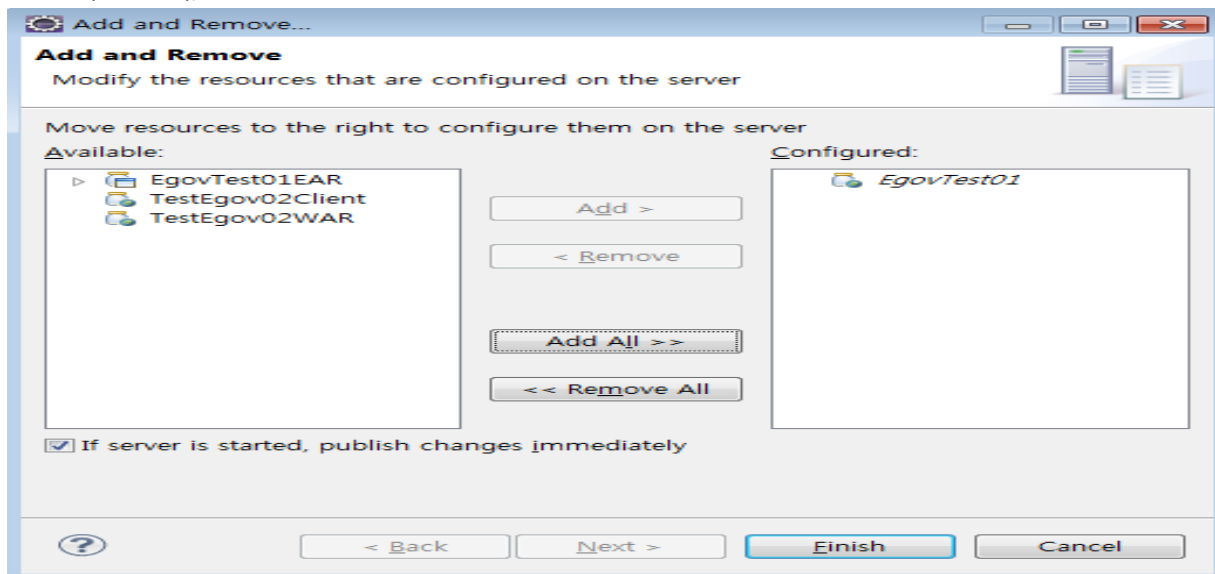 Add and Remove...
Add and Remove
Modify the resources that are configured on the server
Move resources to the right to configure them on the server
Available:
Configured:
EgovTest01EAR
TestEgov02Client
TestEgov02WAR
EgovTest01
Add >
< Remove
Add All >>
<< Remove All
If server is started, publish changes immediately
?
< Back
Next >
Finish
Cancel